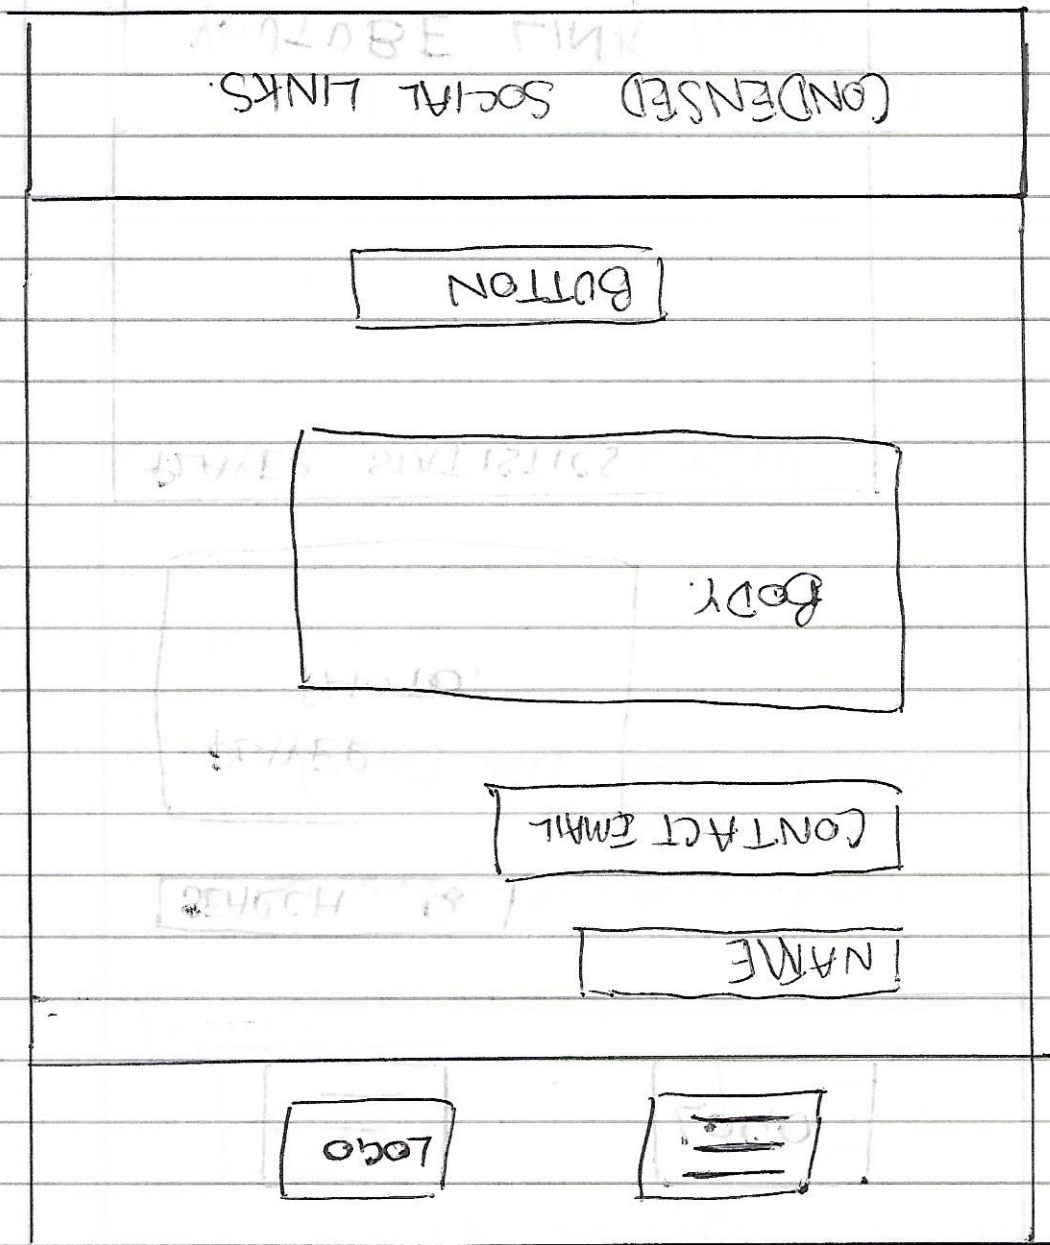 LOGO
NAME
CONTACT EMAIL
BODY.
BUTTON
CONDENSED SOCIAL LINKS.